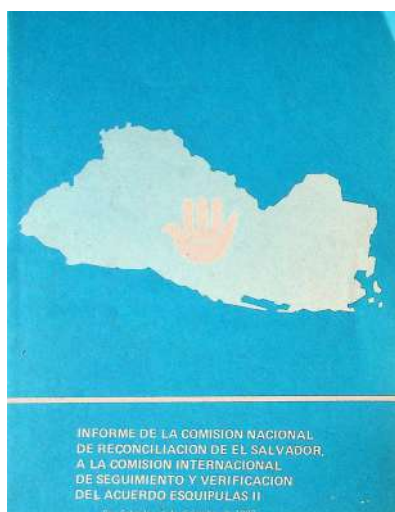 INFORME DE LA COMISION NACIONAL
DE RECONCILIACION DE EL SALVADOR,
A LA COMISION INTERNACIONAL
DE SEGUIMIENTO Y VERIFICACION
DEL ACUERDO ESQUIPULAS II